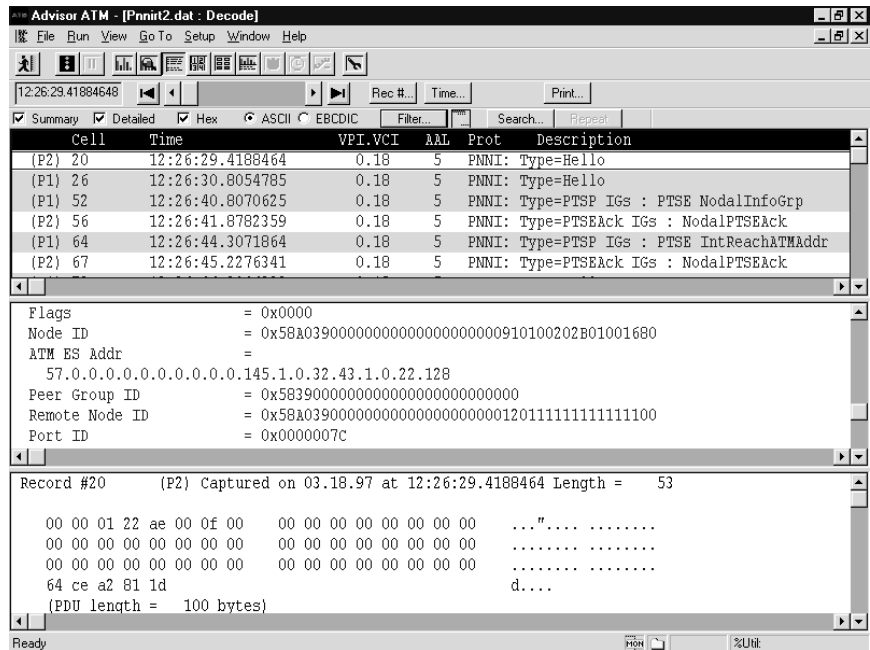 Advisor ATM - [Pnnirt2.dat : Decode]
File Run View Go To Setup Window Help
12:26:29.41884648 Rec #... Time... Print...
Summary Detailed Hex ASCII EBCDIC Filter... Search... Repeat
Cell Time VPI.VCI AAL Prot Description
(P2) 20 12:26:29.4188464 0.18 5 PNNI: Type=Hello
(P1) 26 12:26:30.8054785 0.18 5 PNNI: Type=Hello
(P1) 52 12:26:40.8070625 0.18 5 PNNI: Type=PTSP IGs : PTSE NodalInfoGrp
(P2) 56 12:26:41.8782359 0.18 5 PNNI: Type=PTSEAck IGs : NodalPTSEAck
(P1) 64 12:26:44.3071864 0.18 5 PNNI: Type=PTSP IGs : PTSE IntReachATMAddr
(P2) 67 12:26:45.2276341 0.18 5 PNNI: Type=PTSEAck IGs : NodalPTSEAck
Flags = 0x0000
Node ID = 0x58A0390000000000000000000910100202B01001680
ATM ES Addr =
57.0.0.0.0.0.0.0.0.0.145.1.0.32.43.1.0.22.128
Peer Group ID = 0x5839000000000000000000000000
Remote Node ID = 0x58A03900000000000000000000120111111111111100
Port ID = 0x0000007C
Record #20 (P2) Captured on 03.18.97 at 12:26:29.4188464 Length = 53
00 00 01 22 ae 00 0f 00 00 00 00 00 00 00 00 00 ...".... ........
00 00 00 00 00 00 00 00 00 00 00 00 00 00 00 00 ........ ........
00 00 00 00 00 00 00 00 00 00 00 00 00 00 00 00 ........ ........
64 ce a2 81 1d d....
(PDU length = 100 bytes)
Ready MON %Util: